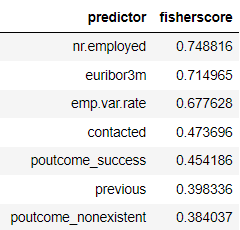 predictor fisherscore
nr.employed 0.748816
euribor3m 0.714965
emp.var.rate 0.677628
contacted 0.473696
poutcome_success 0.454186
previous 0.398336
poutcome_nonexistent 0.384037